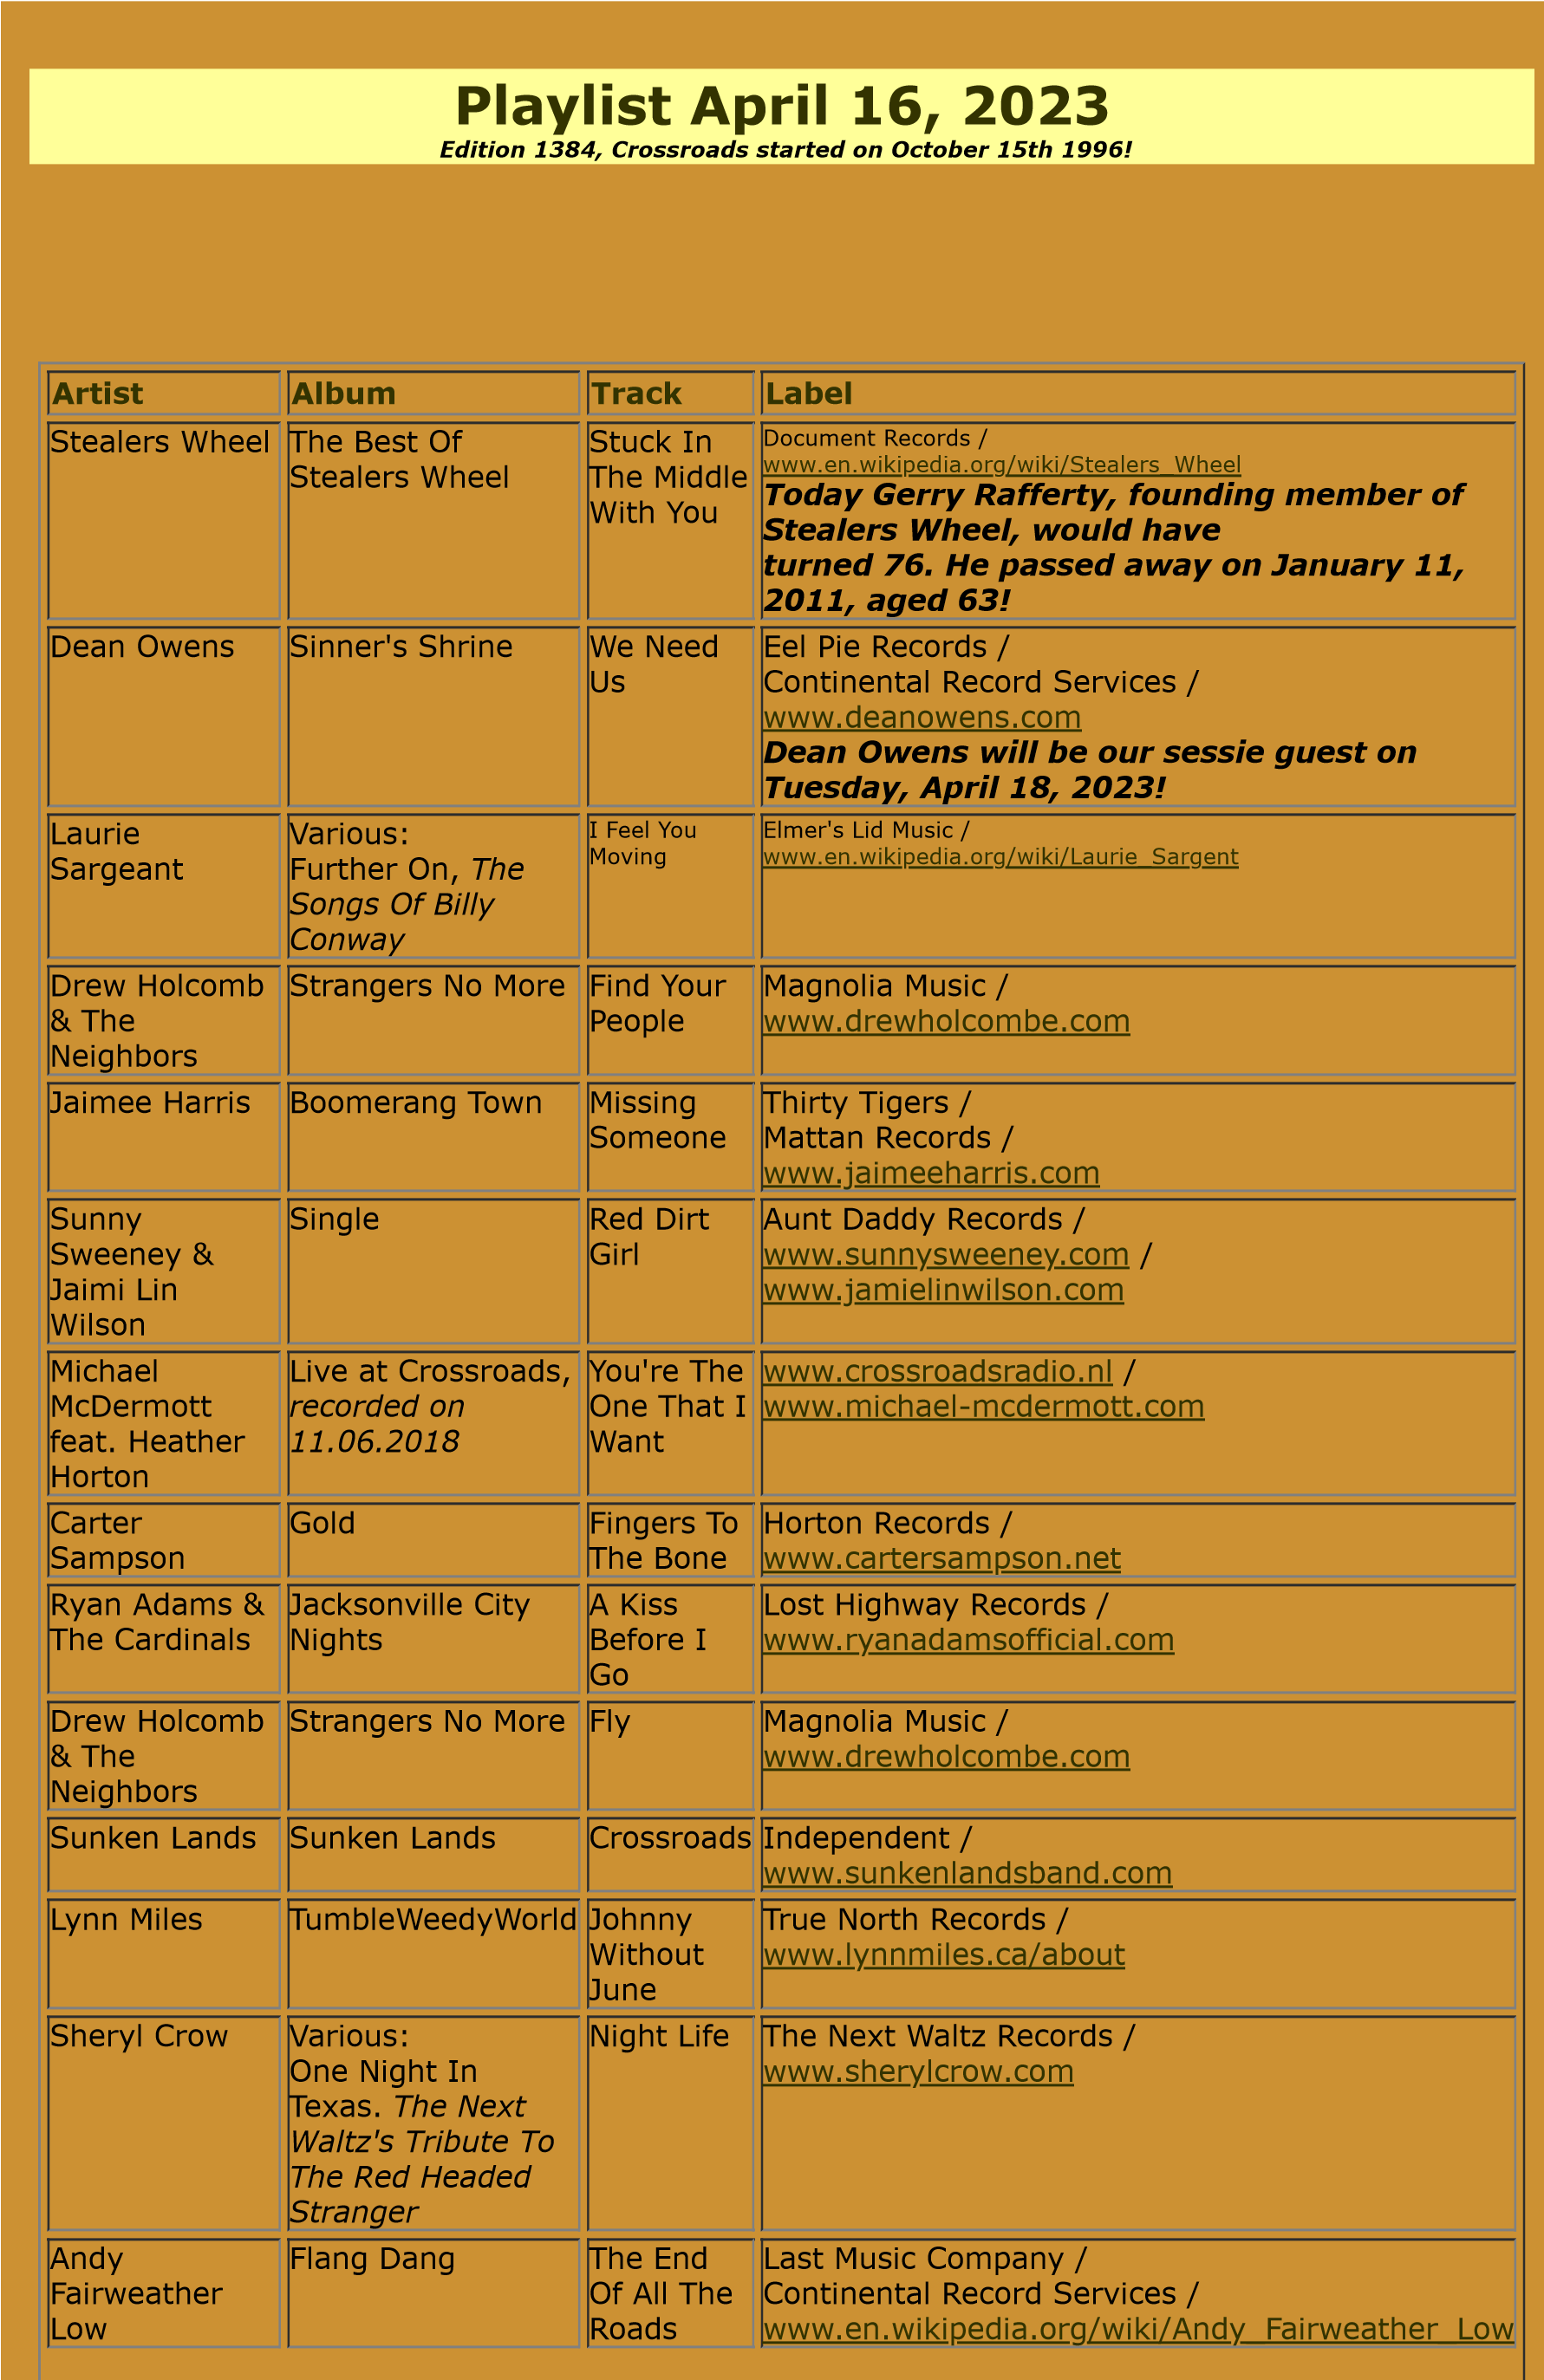 Playlist April 16, 2023
Edition 1384, Crossroads started on October 15th 1996!
Artist
Album
Track
Label
Stealers Wheel
The Best Of
Stealers Wheel
Stuck In
The Middle
With You
Document Records /
www.en.wikipedia.org/wiki/Stealers_Wheel
Today Gerry Rafferty, founding member of
Stealers Wheel, would have
turned 76. He passed away on January 11,
2011, aged 63!
Dean Owens
Sinner's Shrine
We Need
Us
Eel Pie Records /
Continental Record Services /
www.deanowens.com
Dean Owens will be our sessie guest on
Tuesday, April 18, 2023!
Laurie
Sargeant
Various:
Further On, The
Songs Of Billy
Conway
I Feel You
Moving
Elmer's Lid Music /
www.en.wikipedia.org/wiki/Laurie_Sargent
Drew Holcomb
& The
Neighbors
Strangers No More
Find Your
People
Magnolia Music /
www.drewholcombe.com
Jaimee Harris
Boomerang Town
Missing
Someone
Thirty Tigers /
Mattan Records /
www.jaimeeharris.com
Sunny
Sweeney &
Jaimi Lin
Wilson
Single
Red Dirt
Girl
Aunt Daddy Records /
www.sunnysweeney.com /
www.jamielinwilson.com
Michael
McDermott
feat. Heather
Horton
Live at Crossroads,
recorded on
11.06.2018
You're The
One That I
Want
www.crossroadsradio.nl /
www.michael-mcdermott.com
Carter
Sampson
Gold
Fingers To
The Bone
Horton Records /
www.cartersampson.net
Ryan Adams &
The Cardinals
Jacksonville City
Nights
A Kiss
Before I
Go
Lost Highway Records /
www.ryanadamsofficial.com
Drew Holcomb
& The
Neighbors
Strangers No More
Fly
Magnolia Music /
www.drewholcombe.com
Sunken Lands
Sunken Lands
Crossroads
Independent /
www.sunkenlandsband.com
Lynn Miles
TumbleWeedyWorld
Johnny
Without
June
True North Records /
www.lynnmiles.ca/about
Sheryl Crow
Various:
One Night In
Texas. The Next
Waltz's Tribute To
The Red Headed
Stranger
Night Life
The Next Waltz Records /
www.sherylcrow.com
Andy
Fairweather
Low
Flang Dang
The End
Of All The
Roads
Last Music Company /
Continental Record Services /
www.en.wikipedia.org/wiki/Andy_Fairweather_Low